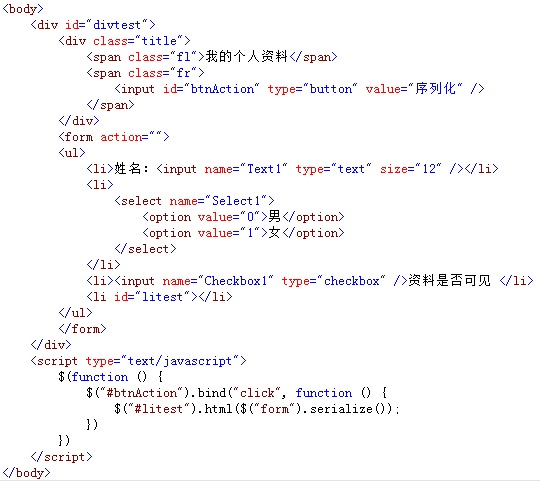 <body>
<div id="divtest">
<div class="title">
<span class="fl">我的个人资料</span>
<span class="fr">
<input id="btnAction" type="button" value="序列化" />
</span>
</div>
<form action="">
<ul>
<li>姓名：<input name="Text1" type="text" size="12" /></li>
<li>
<select name="Select1">
<option value="0">男</option>
<option value="1">女</option>
</select>
</li>
<li><input name="Checkbox1" type="checkbox" />资料是否可见 </li>
<li id="litest"></li>
</ul>
</form>
</div>
<script type="text/javascript">
$(function () {
$("#btnAction").bind("click", function () {
$("#litest").html($("form").serialize());
})
})
</script>
</body>